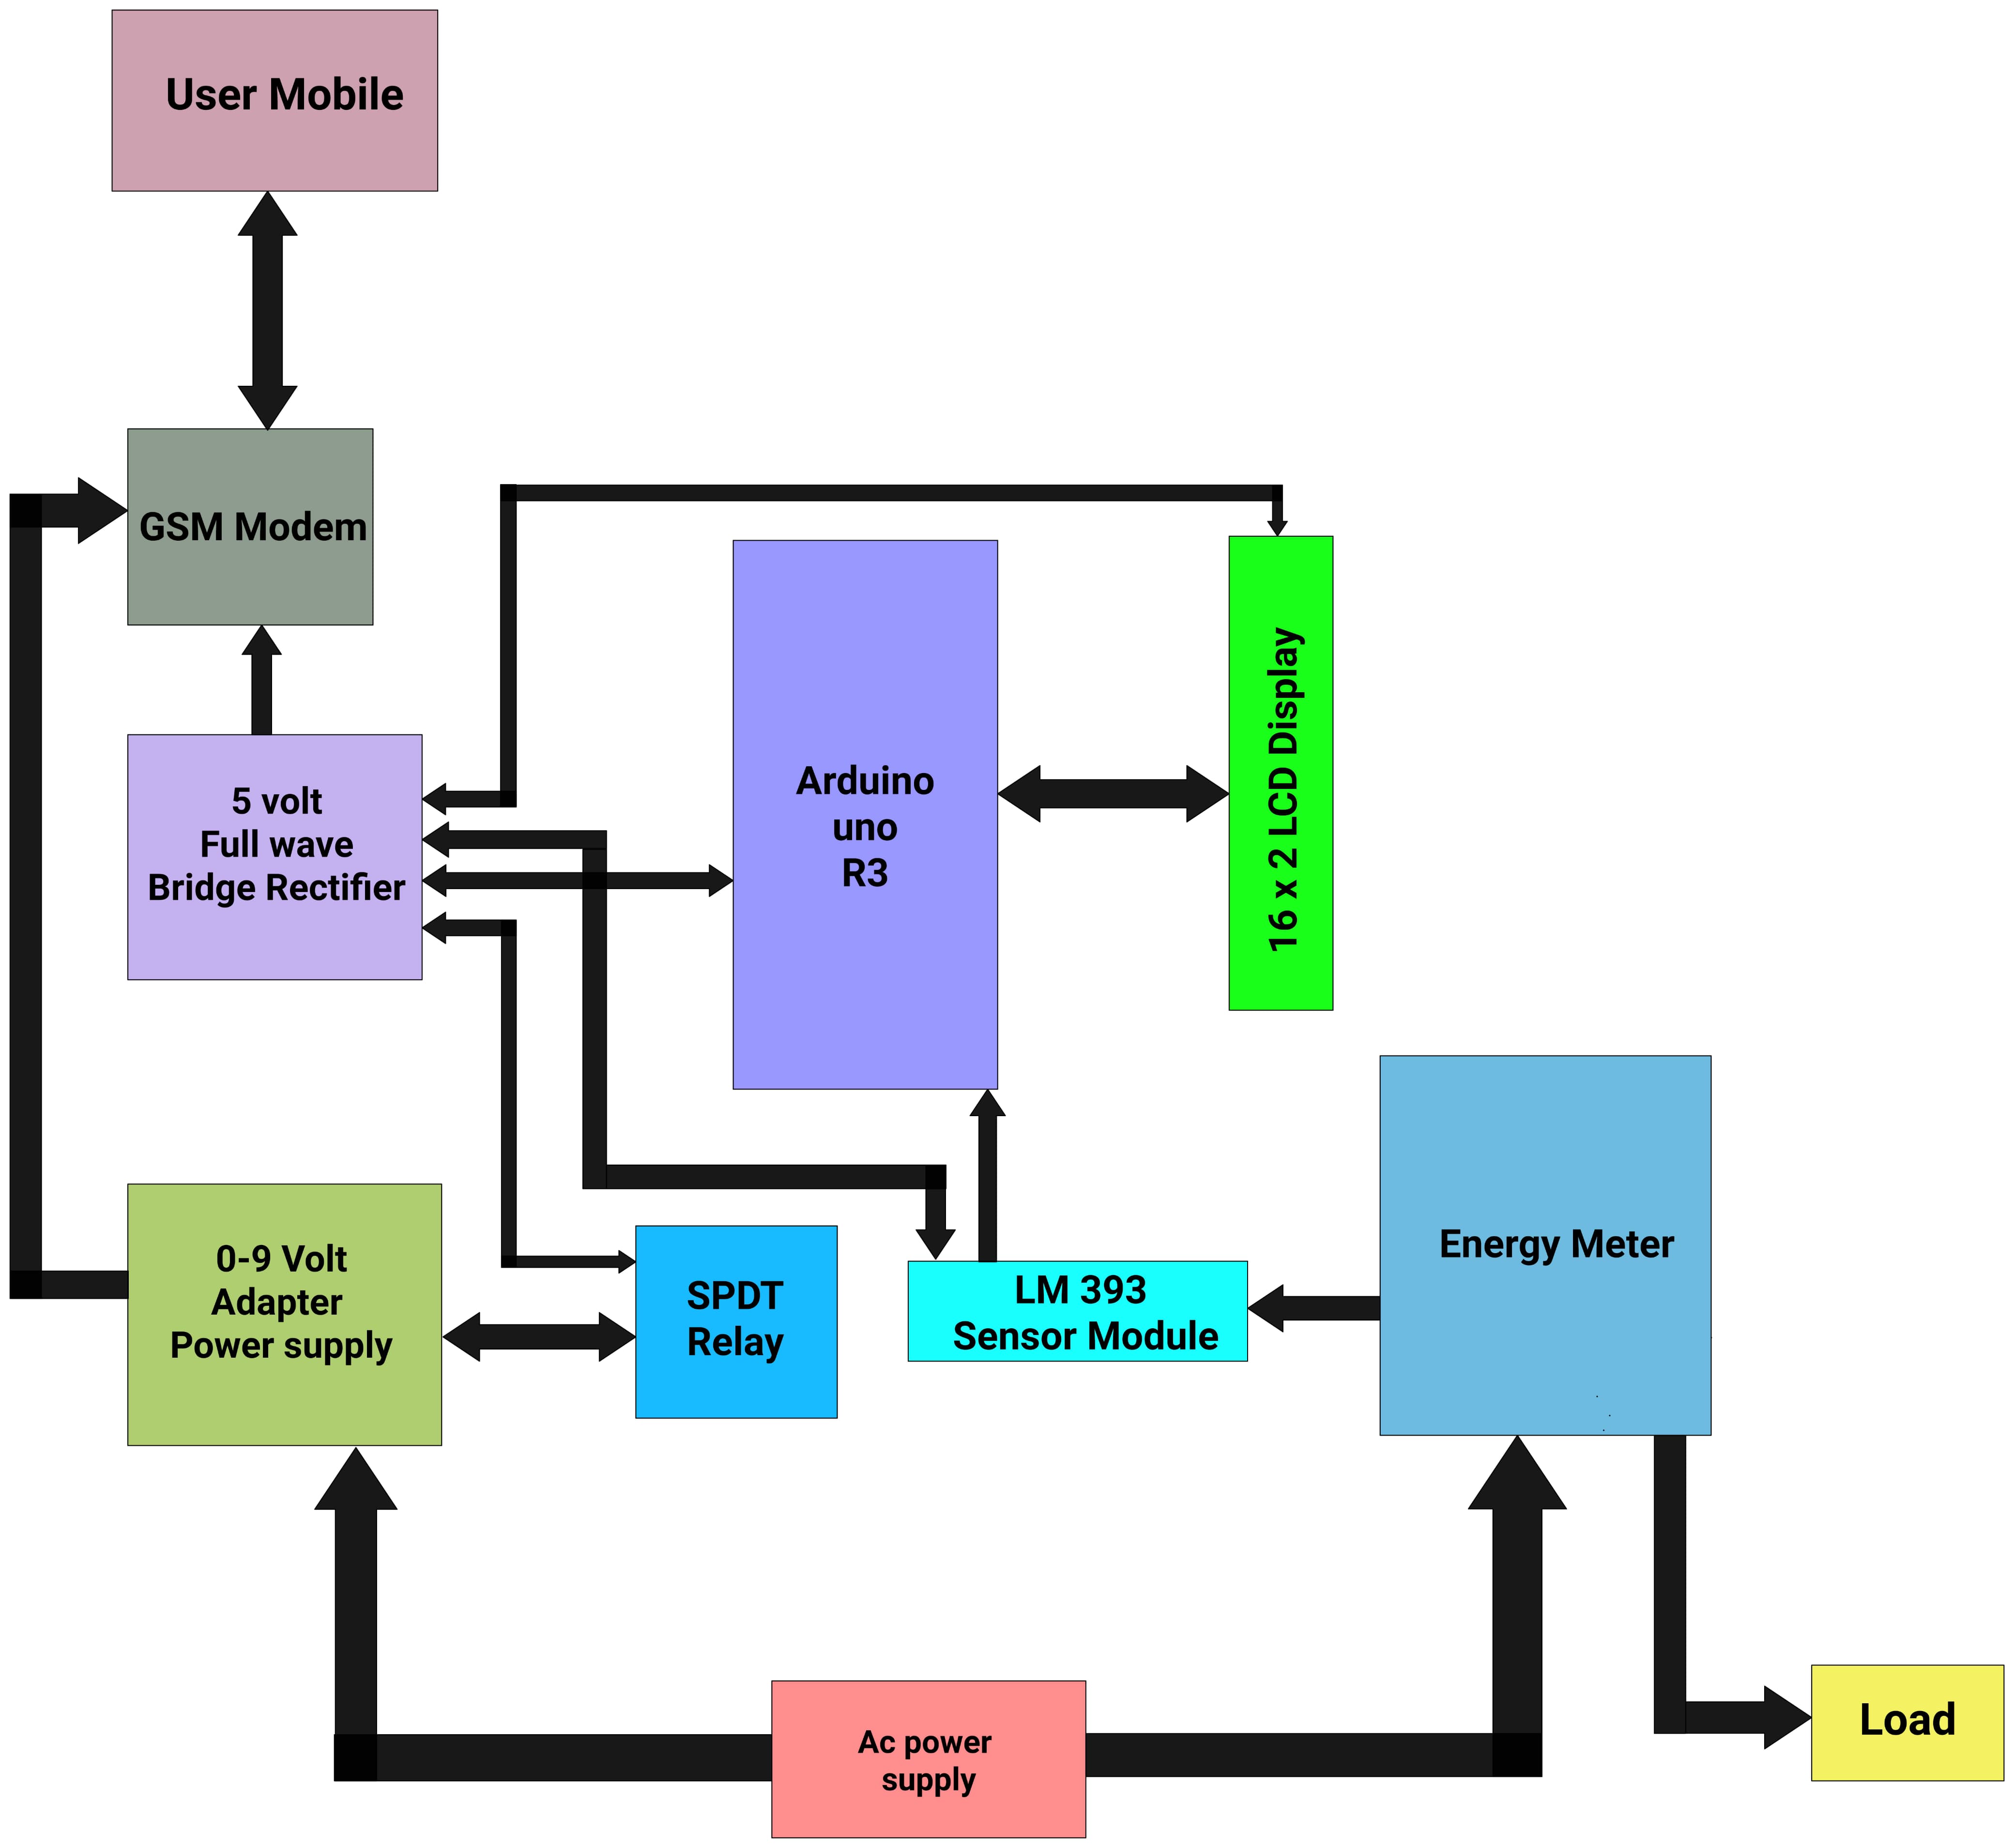 User Mobile
GSM Modem
5 volt
Full wave
Bridge Rectifier
Arduino
uno
R3
16 x 2 LCD Display
Energy Meter
0-9 Volt
Adapter
Power supply
SPDT
Relay
LM 393
Sensor Module
Ac power
supply
Load